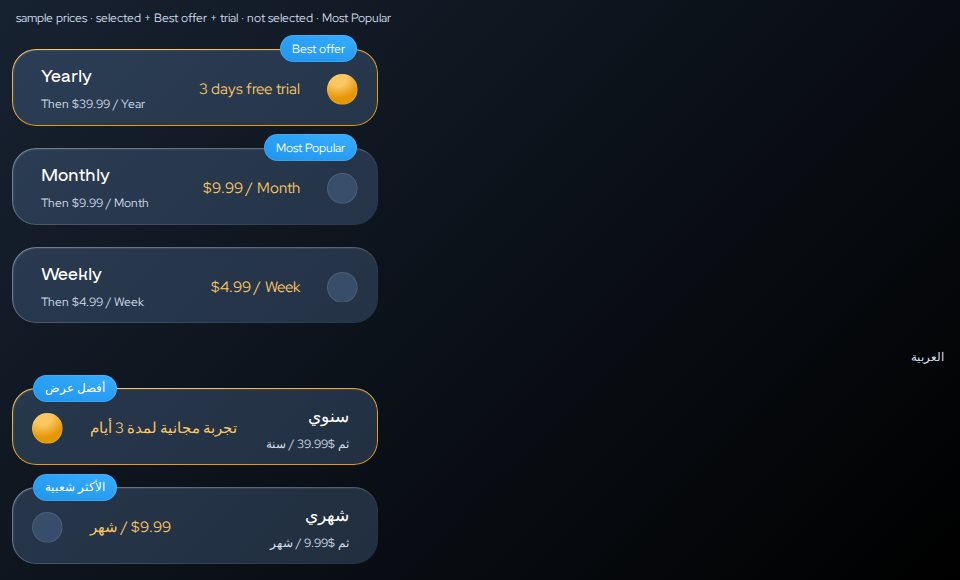 sample prices · selected + Best offer + trial · not selected · Most Popular
Best offer
Yearly
3 days free trial
Then $39.99 / Year
Most Popular
Monthly
$9.99 / Month
Then $9.99 / Month
Weekly
$4.99 / Week
Then $4.99 / Week
العربية
أفضل عرض
سنوي
تجربة مجانية لمدة 3 أيام
ثم $39.99 / سنة
الأكثر شعبية
شهري
$9.99 / شهر
ثم $9.99 / شهر